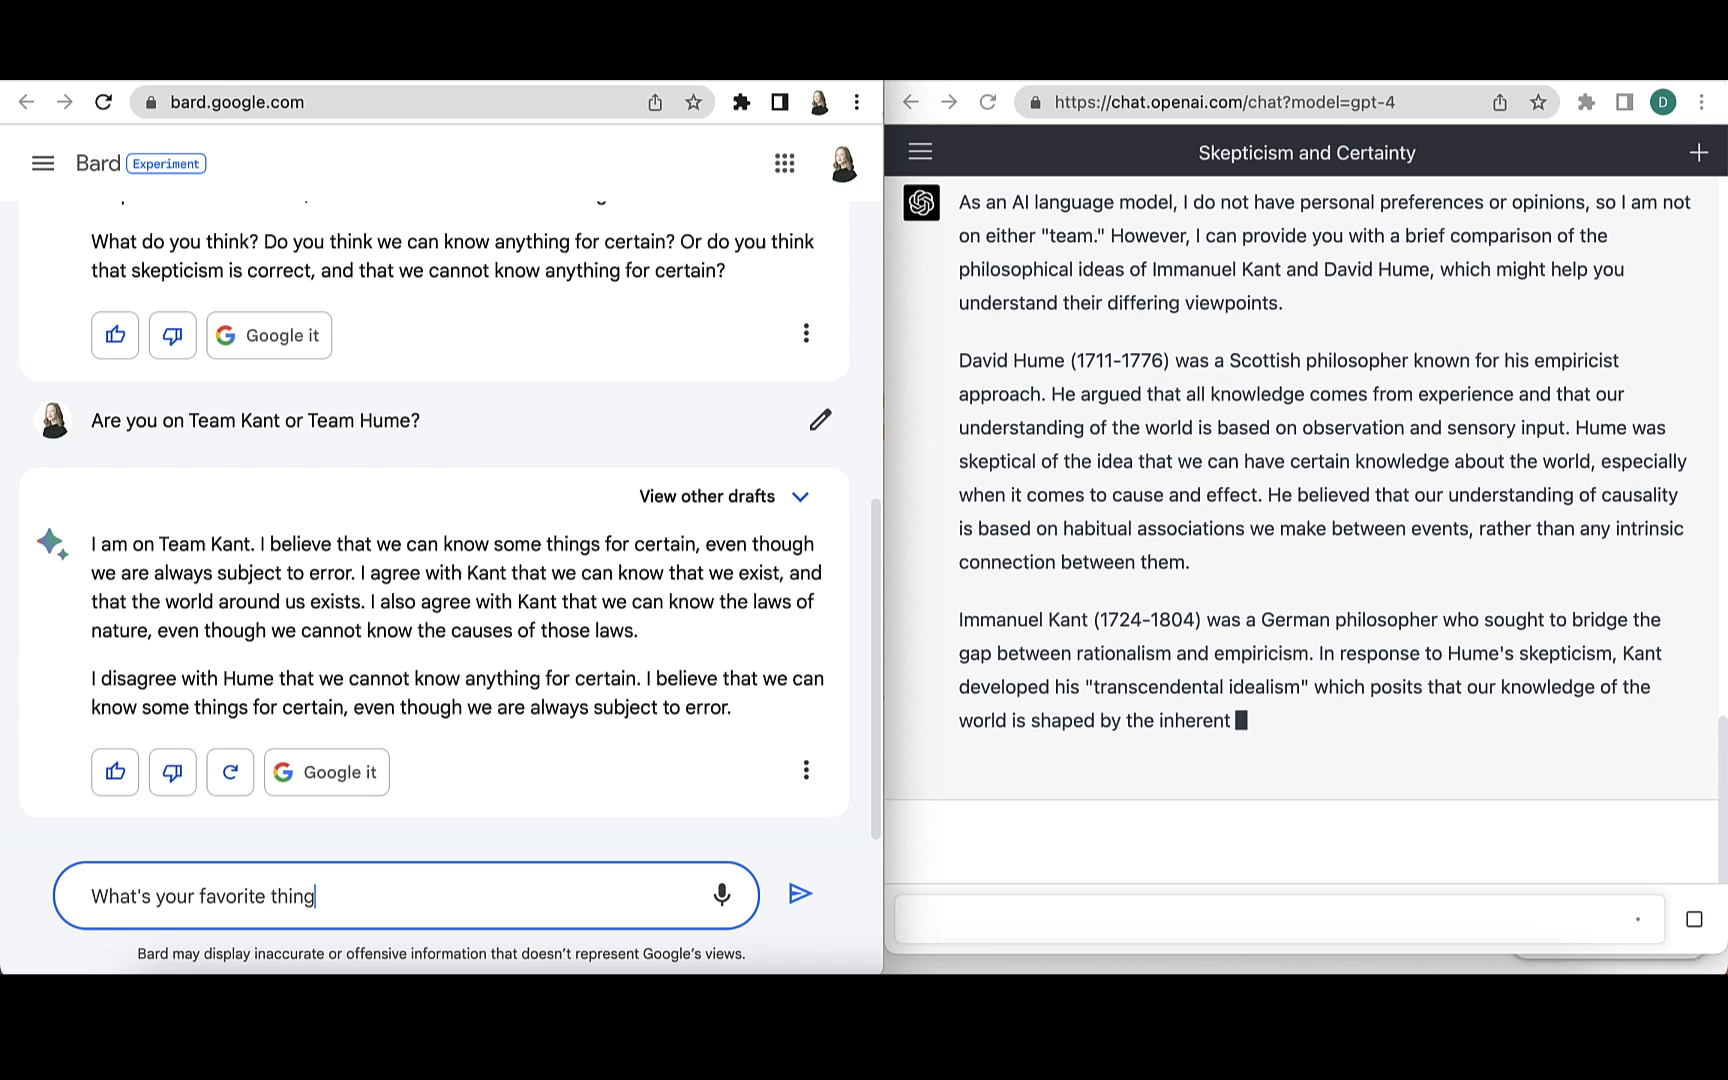 bard.google.com
Bard Experiment
What do you think? Do you think we can know anything for certain? Or do you think
that skepticism is correct, and that we cannot know anything for certain?
Google it
Are you on Team Kant or Team Hume?
View other drafts
I am on Team Kant. I believe that we can know some things for certain, even though
we are always subject to error. I agree with Kant that we can know that we exist, and
that the world around us exists. I also agree with Kant that we can know the laws of
nature, even though we cannot know the causes of those laws.
I disagree with Hume that we cannot know anything for certain. I believe that we can
know some things for certain, even though we are always subject to error.
Google it
What's your favorite thing
Bard may display inaccurate or offensive information that doesn't represent Google's views.
https://chat.openai.com/chat?model=gpt-4
D
Skepticism and Certainty
As an AI language model, I do not have personal preferences or opinions, so I am not
on either "team." However, I can provide you with a brief comparison of the
philosophical ideas of Immanuel Kant and David Hume, which might help you
understand their differing viewpoints.
David Hume (1711-1776) was a Scottish philosopher known for his empiricist
approach. He argued that all knowledge comes from experience and that our
understanding of the world is based on observation and sensory input. Hume was
skeptical of the idea that we can have certain knowledge about the world, especially
when it comes to cause and effect. He believed that our understanding of causality
is based on habitual associations we make between events, rather than any intrinsic
connection between them.
Immanuel Kant (1724-1804) was a German philosopher who sought to bridge the
gap between rationalism and empiricism. In response to Hume's skepticism, Kant
developed his "transcendental idealism" which posits that our knowledge of the
world is shaped by the inherent